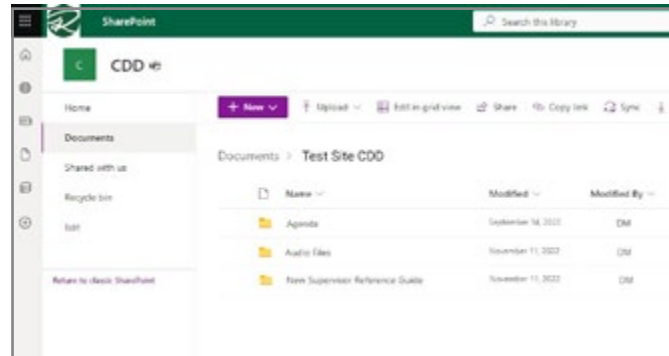 SharePoint
Search this library
C
CDD
Home
Documents
Shared with us
Recycle bin
Edit
Return to classic SharePoint
New
Upload
Edit in grid view
Share
Copy link
Sync
Documents > Test Site CDD
Name
Modified
Modified By
Agenda
2022
DM
Audio Files
November 11, 2022
DM
New Supervisor Reference Guide
November 11, 2022
DM